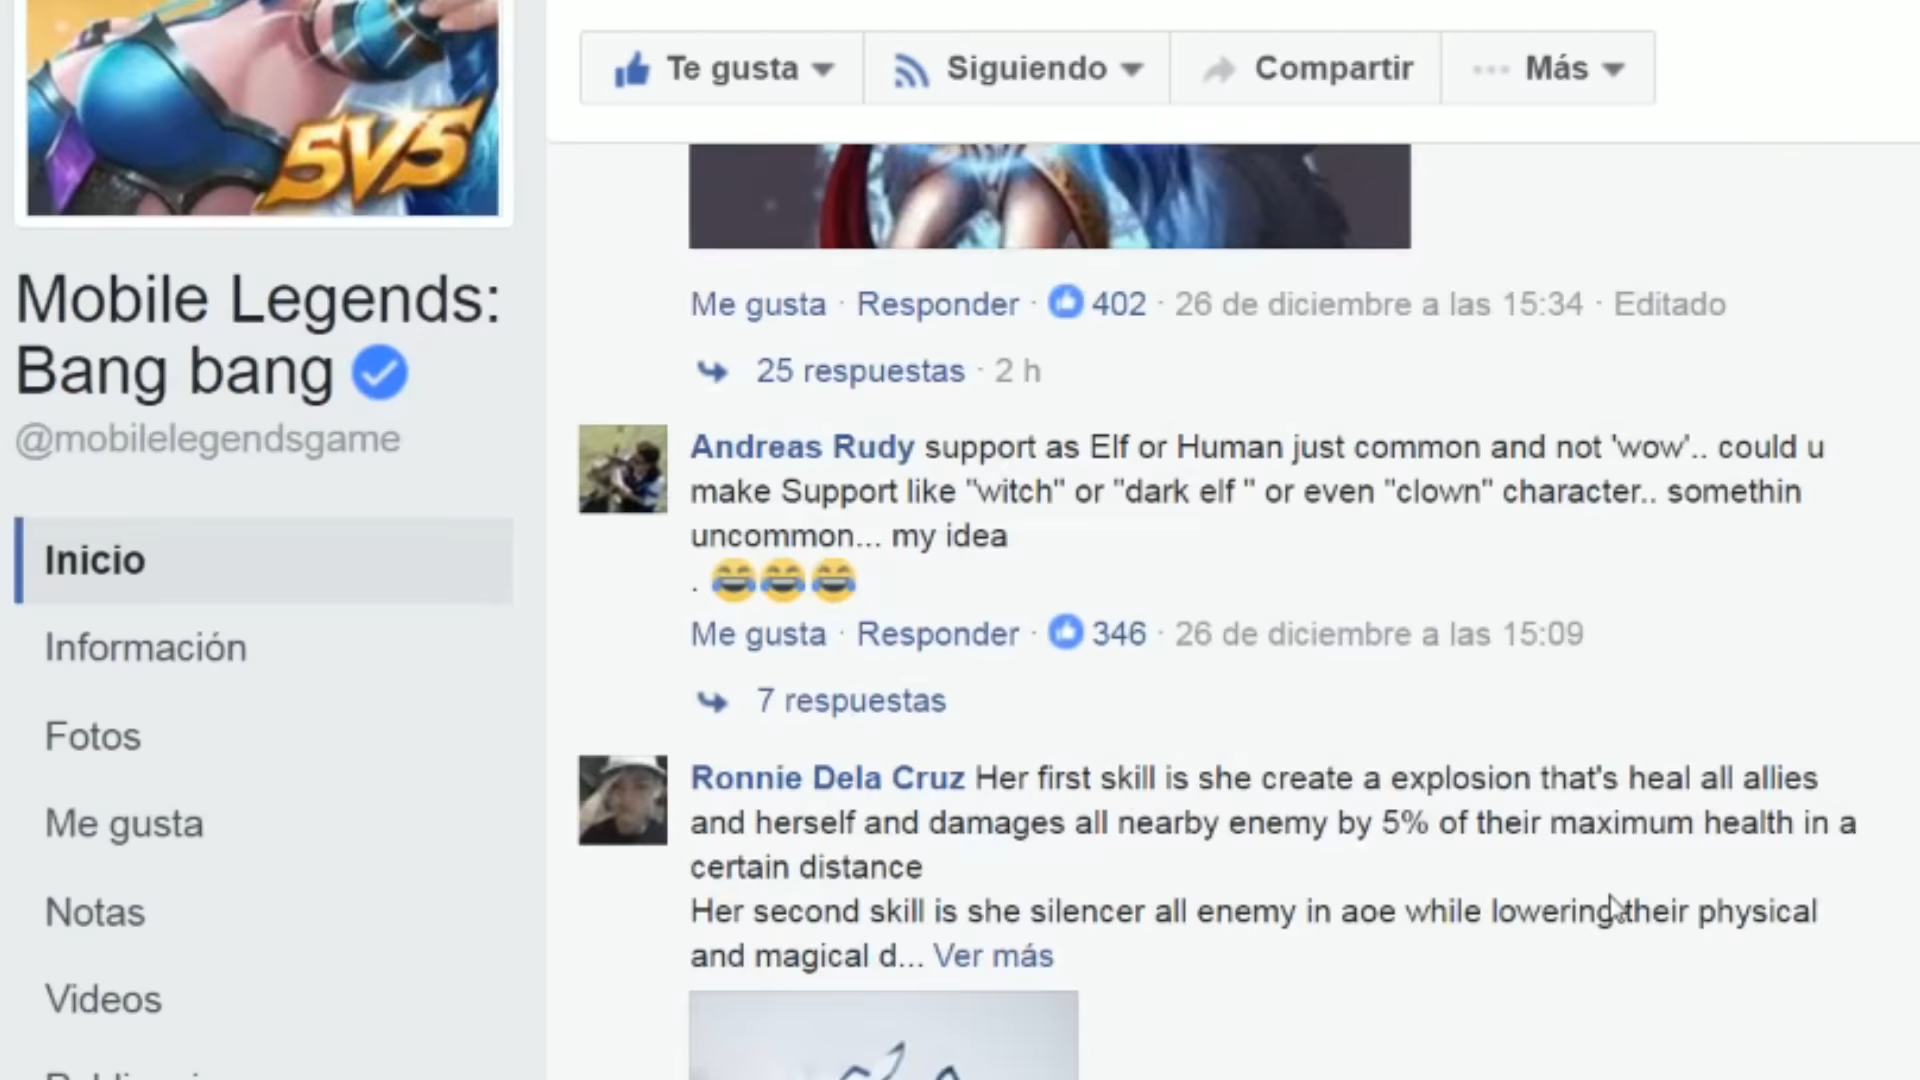 5V5
Mobile Legends:
Bang bang
@mobilelegendsgame
Inicio
Información
Fotos
Me gusta
Notas
Videos
Te gusta
Siguiendo
Compartir
Más
Me gusta · Responder · 402 · 26 de diciembre a las 15:34 · Editado
25 respuestas · 2 h
Andreas Rudy support as Elf or Human just common and not 'wow'.. could u
make Support like "witch" or "dark elf " or even "clown" character.. somethin
uncommon... my idea
. 😂😂😂
Me gusta · Responder · 346 · 26 de diciembre a las 15:09
7 respuestas
Ronnie Dela Cruz Her first skill is she create a explosion that's heal all allies
and herself and damages all nearby enemy by 5% of their maximum health in a
certain distance
Her second skill is she silencer all enemy in aoe while lowering their physical
and magical d... Ver más